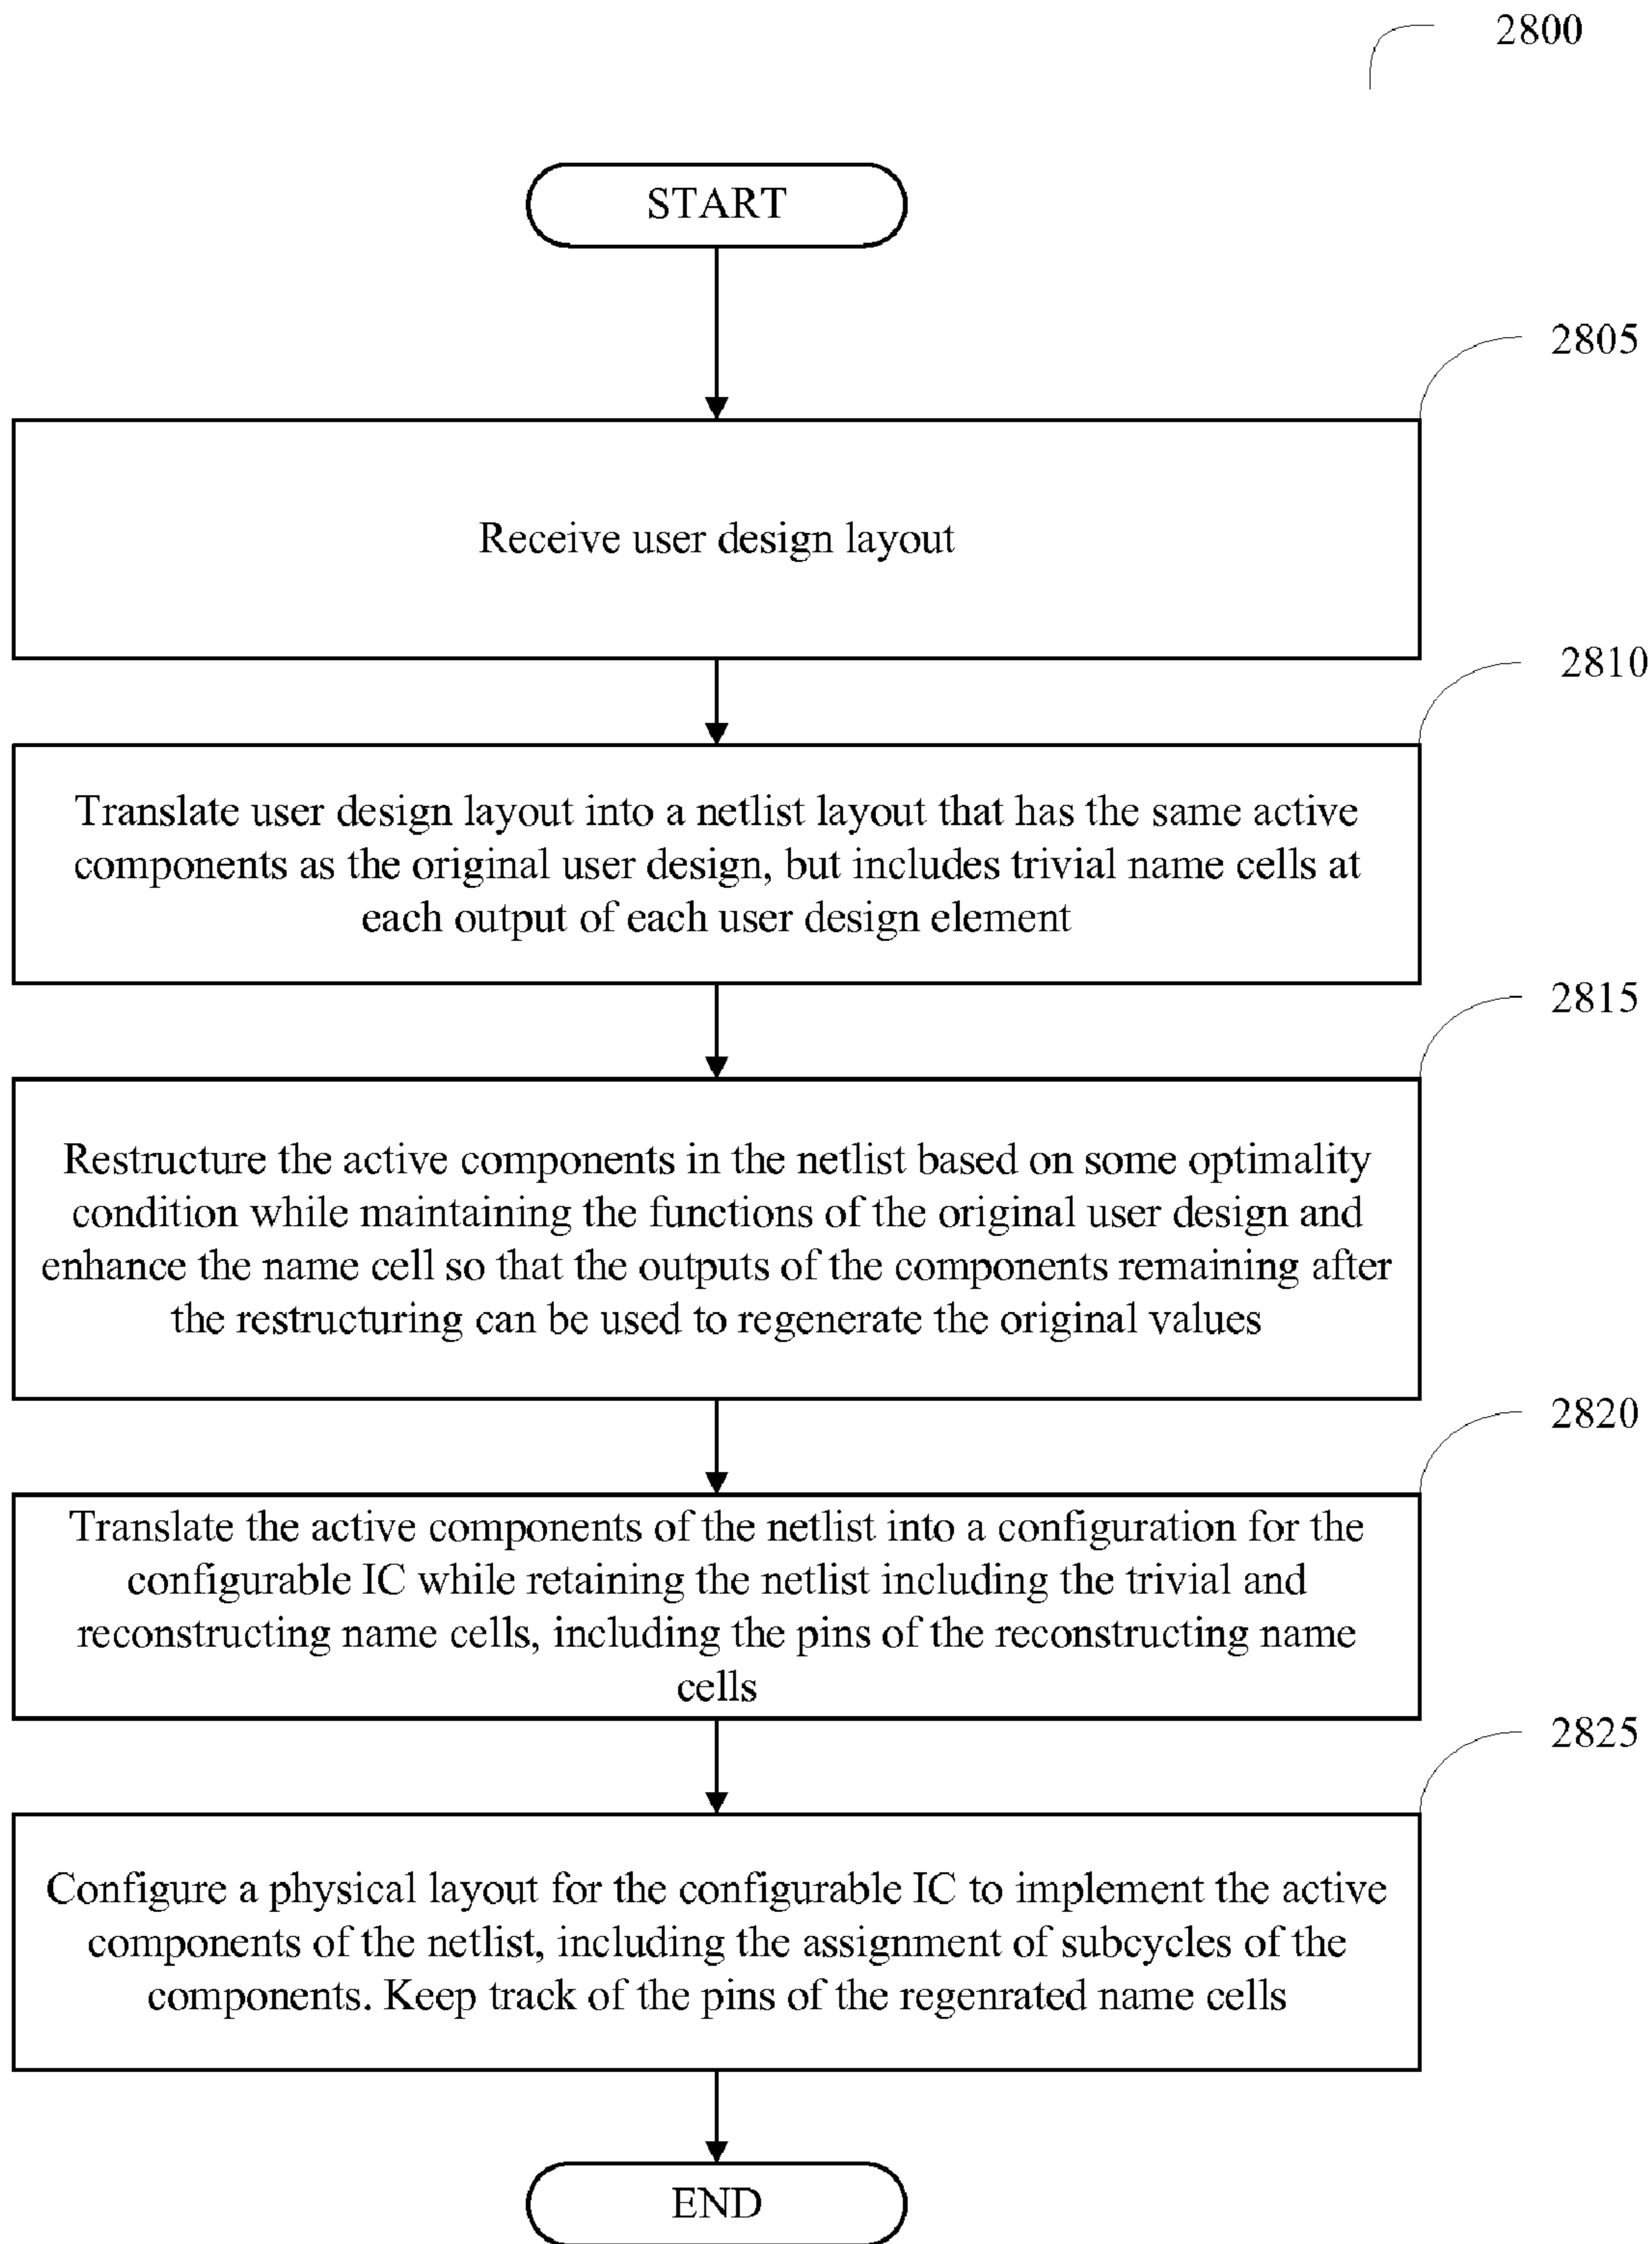 2800
START
2805
Receive user design layout
2810
Translate user design layout into a netlist layout that has the same active
components as the original user design, but includes trivial name cells at
each output of each user design element
2815
Restructure the active components in the netlist based on some optimality
condition while maintaining the functions of the original user design and
enhance the name cell so that the outputs of the components remaining after
the restructuring can be used to regenerate the original values
2820
Translate the active components of the netlist into a configuration for the
configurable IC while retaining the netlist including the trivial and
reconstructing name cells, including the pins of the reconstructing name
cells
2825
Configure a physical layout for the configurable IC to implement the active
components of the netlist, including the assignment of subcycles of the
components. Keep track of the pins of the regenrated name cells
END